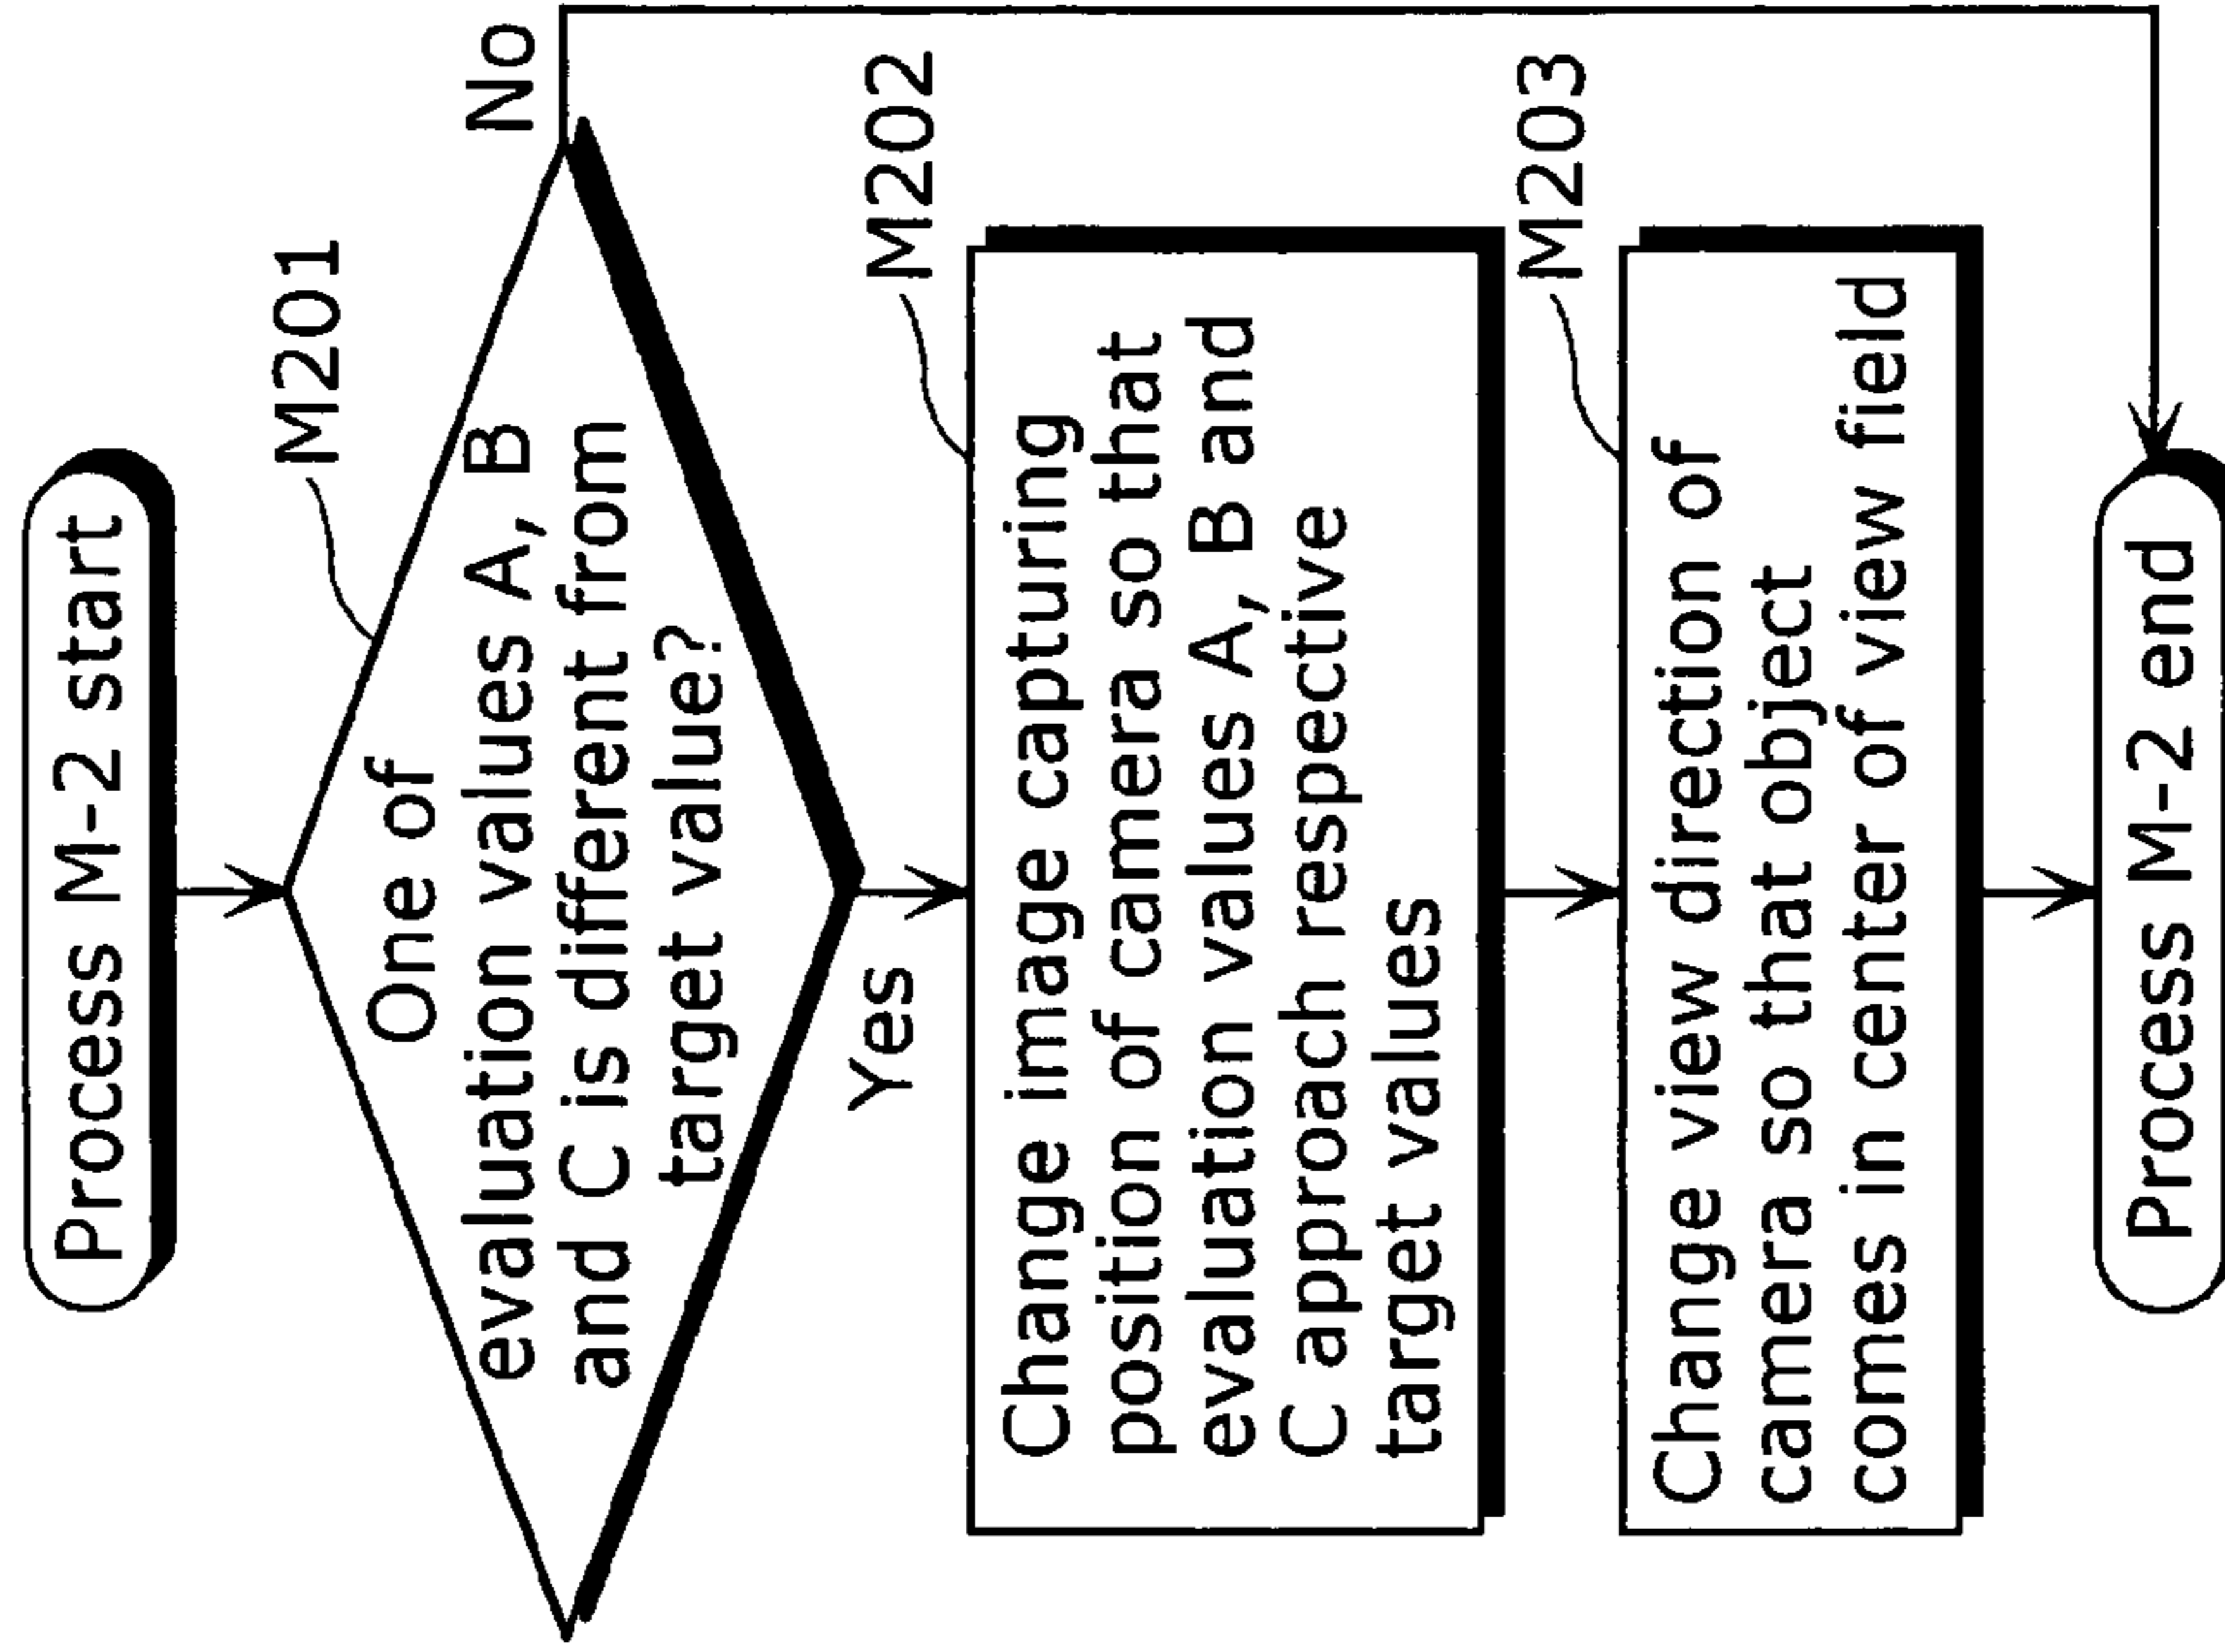 Process M-2 start
M201
One of
evaluation values A, B
and C is different from
target value?
No
Yes
M202
Change image capturing
position of camera so that
evaluation values A, B and
C approach respective
target values
M203
Change view direction of
camera so that object
comes in center of view field
Process M-2 end